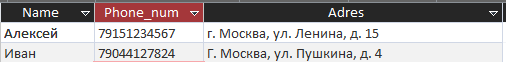 Name Phone_num Adres
Алексей 79151234567 г. Москва, ул. Ленина, д. 15
Иван 79044127824 Г. Москва, ул. Пушкина, д. 4